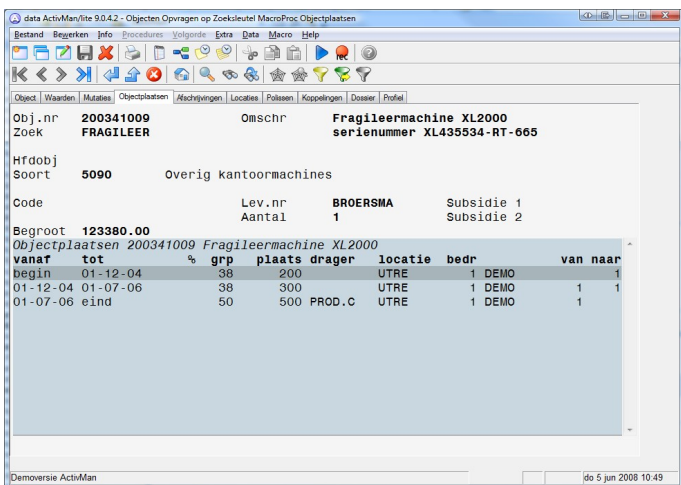 data ActivMan/lite 9.0.4.2 - Objecten Opvragen op Zoeksleutel MacroProc Objectplaatsen
Bestand Bewerken Info Procedures Volgorde Extra Data Macro Help
REC
Object Waarden Mutaties Objectplaatsen Afschrijvingen Locaties Polissen Koppelingen Dossier Profiel
Obj.nr 200341009 Omschr Fragileermachine XL2000
Zoek FRAGILEER serienummer XL435534-RT-665
Hfdobj
Soort 5090 Overig kantoormachines
Code Lev.nr BROERSMA Subsidie 1
Aantal 1 Subsidie 2
Begroot 123380.00
Objectplaatsen 200341009 Fragileermachine XL2000
vanaf tot % grp plaats drager locatie bedr van naar
begin 01-12-04 38 200 UTRE 1 DEMO 1
01-12-04 01-07-06 38 300 UTRE 1 DEMO 1 1
01-07-06 eind 50 500 PROD.C UTRE 1 DEMO 1
Demoversie ActivMan do 5 jun 2008 10:49